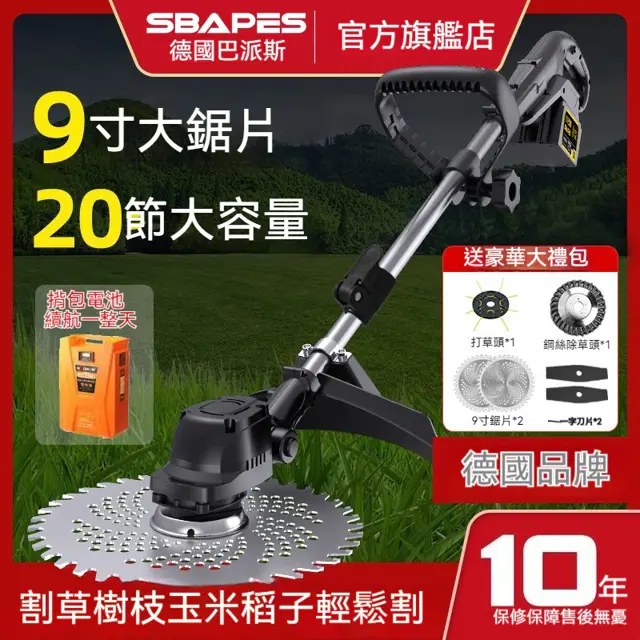 SBAPES
德國巴派斯
官方旗艦店
9寸大鋸片
20節大容量
揹包電池
續航一整天
送豪華大禮包
打草頭*1
鋼絲除草頭*1
9寸鋸片*2
一字刀片*2
德國品牌
10年
保修保障售後無憂
割草樹枝玉米稻子輕鬆割